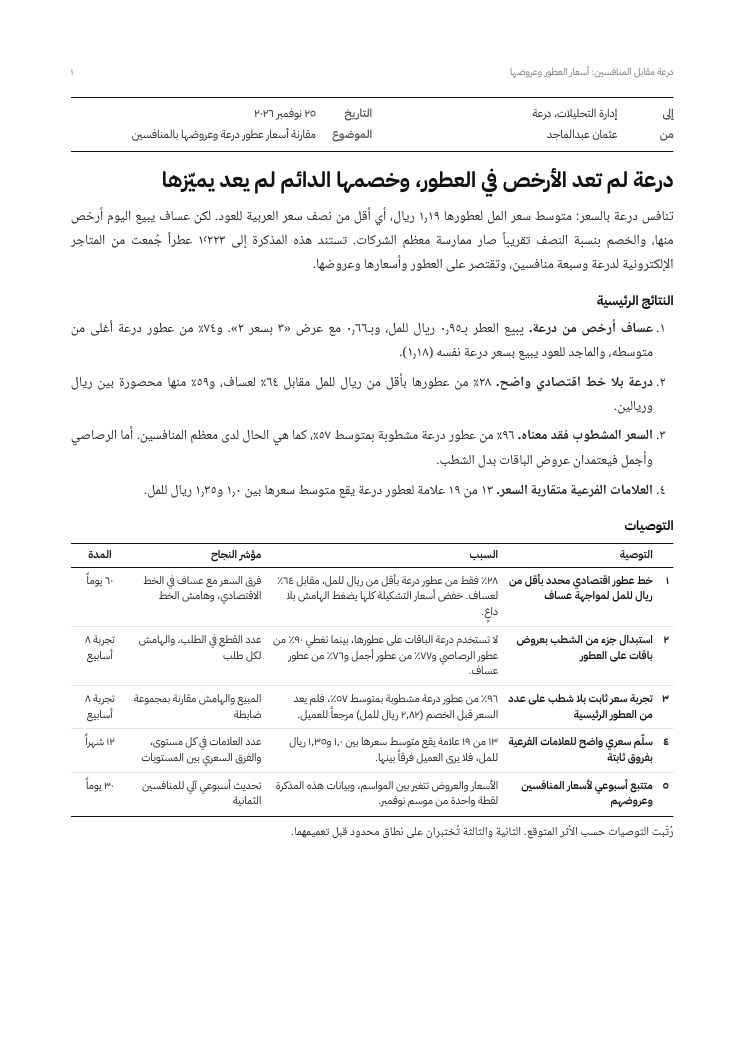 درعة مقابل المنافسين: أسعار العطور وعروضها ١
إلى إدارة التحليلات، درعة التاريخ ٢٥ نوفمبر ٢٠٢٦
من عثمان عبدالماجد الموضوع مقارنة أسعار عطور درعة وعروضها بالمنافسين
درعة لم تعد الأرخص في العطور، وخصمها الدائم لم يعد يميّزها
تنافس درعة بالسعر: متوسط سعر المل لعطورها ١٫١٩ ريال، أي أقل من نصف سعر العربية للعود. لكن عساف يبيع اليوم أرخص
منها، والخصم بنسبة النصف تقريباً صار ممارسة معظم الشركات. تستند هذه المذكرة إلى ١٬٢٢٣ عطراً جُمعت من المتاجر
الإلكترونية لدرعة وسبعة منافسين، وتقتصر على العطور وأسعارها وعروضها.
النتائج الرئيسية
١. عساف أرخص من درعة. يبيع العطر بـ٠٫٩٥ ريال للمل، وبـ٠٫٦٦ مع عرض «٣ بسعر ٢». و٧٤٪ من عطور درعة أغلى من
متوسطه، والماجد للعود يبيع بسعر درعة نفسه (١٫١٨).
٢. درعة بلا خط اقتصادي واضح. ٢٨٪ من عطورها بأقل من ريال للمل مقابل ٦٤٪ لعساف، و٥٩٪ منها محصورة بين ريال
وريالين.
٣. السعر المشطوب فقد معناه. ٩٦٪ من عطور درعة مشطوبة بمتوسط ٥٧٪، كما هي الحال لدى معظم المنافسين. أما الرصاصي
وأجمل فيعتمدان عروض الباقات بدل الشطب.
٤. العلامات الفرعية متقاربة السعر. ١٣ من ١٩ علامة لعطور درعة يقع متوسط سعرها بين ١٫٠ و١٫٣٥ ريال للمل.
التوصيات
التوصية السبب مؤشر النجاح المدة
١ خط عطور اقتصادي محدد بأقل من ٢٨٪ فقط من عطور درعة بأقل من ريال للمل، مقابل ٦٤٪ فرق السعر مع عساف في الخط ٦٠ يوماً
ريال للمل لمواجهة عساف لعساف. خفض أسعار التشكيلة كلها يضغط الهامش بلا الاقتصادي، وهامش الخط
داعٍ.
٢ استبدال جزء من الشطب بعروض لا تستخدم درعة الباقات على عطورها، بينما تغطي ٩٠٪ من عدد القطع في الطلب، والهامش تجربة ٨
باقات على العطور عطور الرصاصي و٧٧٪ من عطور أجمل و٧٦٪ من عطور لكل طلب أسابيع
عساف.
٣ تجربة سعر ثابت بلا شطب على عدد ٩٦٪ من عطور درعة مشطوبة بمتوسط ٥٧٪، فلم يعد المبيع والهامش مقارنة بمجموعة تجربة ٨
من العطور الرئيسية السعر قبل الخصم (٢٫٨٢ ريال للمل) مرجعاً للعميل. ضابطة أسابيع
٤ سلّم سعري واضح للعلامات الفرعية ١٣ من ١٩ علامة يقع متوسط سعرها بين ١٫٠ و١٫٣٥ ريال عدد العلامات في كل مستوى، ١٢ شهراً
بفروق ثابتة للمل، فلا يرى العميل فرقاً بينها. والفرق السعري بين المستويات
٥ متتبع أسبوعي لأسعار المنافسين الأسعار والعروض تتغير بين المواسم، وبيانات هذه المذكرة تحديث أسبوعي آلي للمنافسين ٣٠ يوماً
وعروضهم لقطة واحدة من موسم نوفمبر. الثمانية
رُتّبت التوصيات حسب الأثر المتوقع. الثانية والثالثة تُختبران على نطاق محدود قبل تعميمهما.